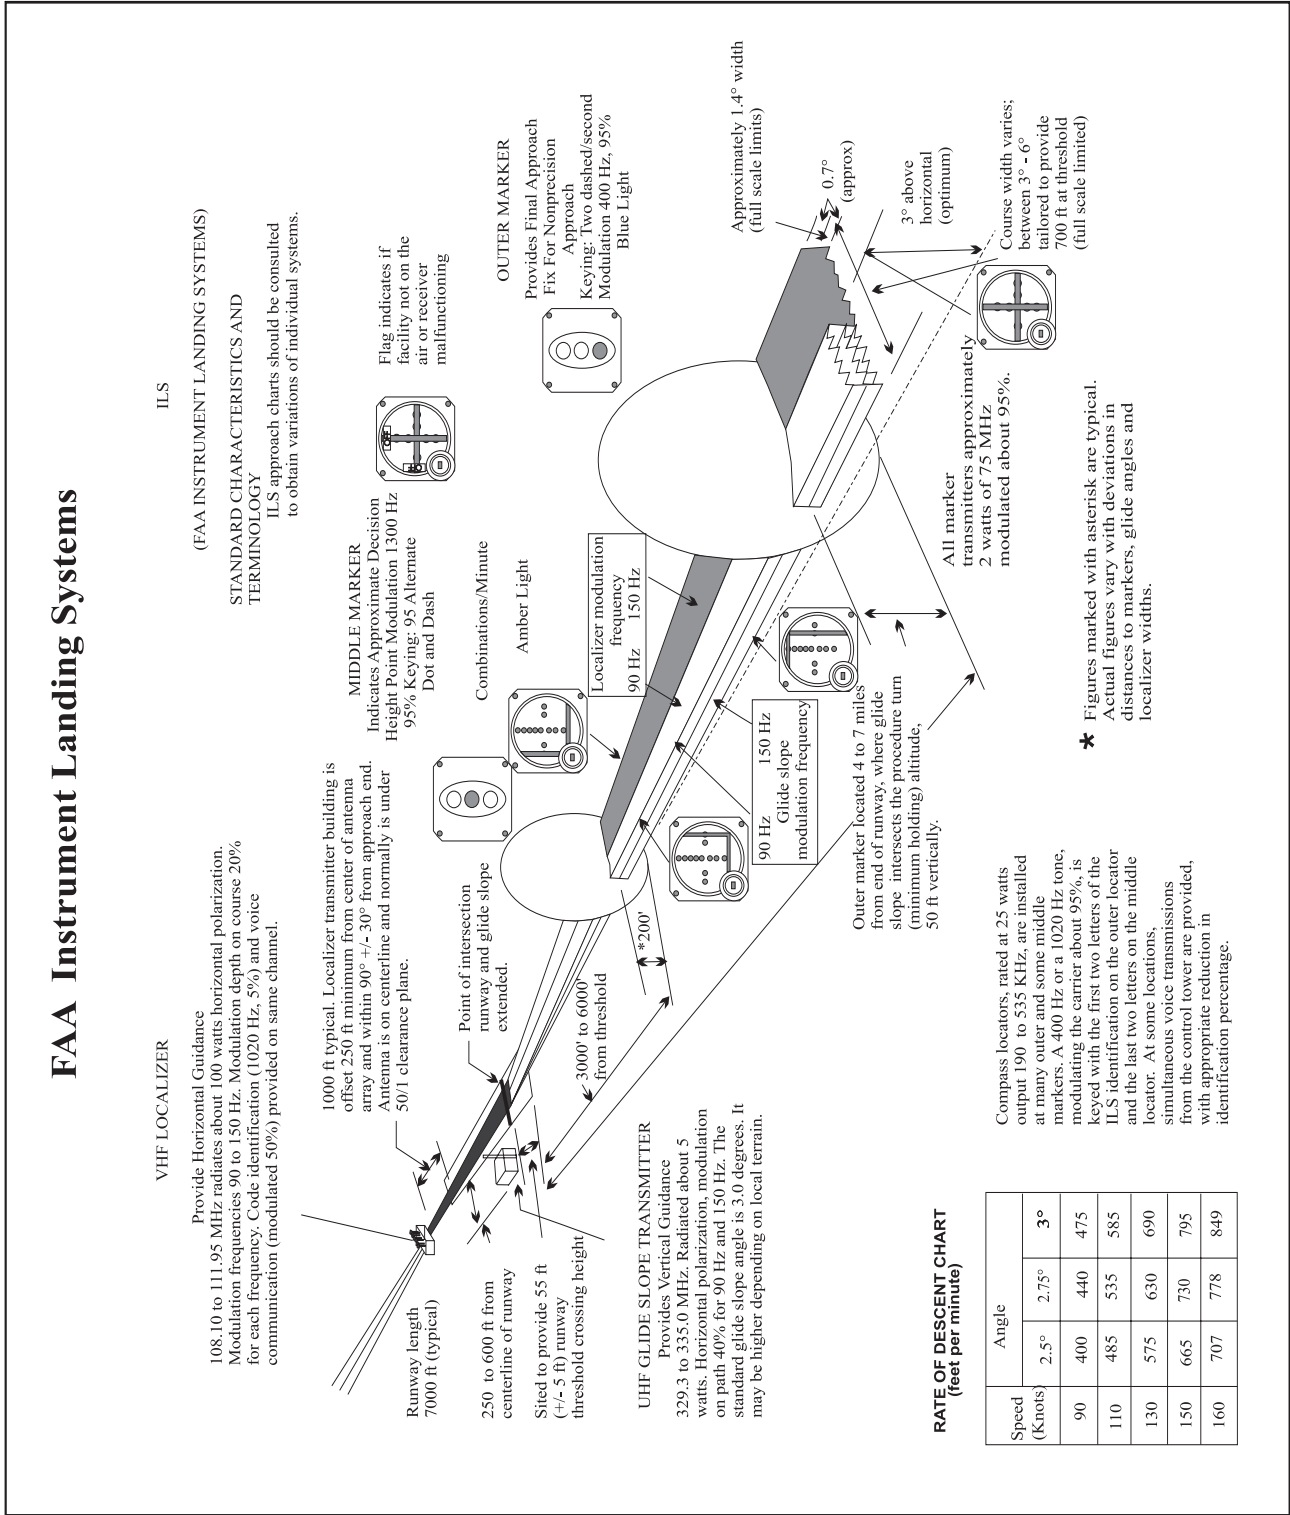 FAA Instrument Landing Systems
VHF LOCALIZER
Provide Horizontal Guidance
108.10 to 111.95 MHz radiates about 100 watts horizontal polarization.
Modulation frequencies 90 to 150 Hz. Modulation depth on course 20%
for each frequency. Code identification (1020 Hz, 5%) and voice
communication (modulated 50%) provided on same channel.
ILS
(FAA INSTRUMENT LANDING SYSTEMS)
STANDARD CHARACTERISTICS AND
TERMINOLOGY
ILS approach charts should be consulted
to obtain variations of individual systems.
1000 ft typical. Localizer transmitter building is
offset 250 ft minimum from center of antenna
array and within 90° +/- 30° from approach end.
Antenna is on centerline and normally is under
50/1 clearance plane.
MIDDLE MARKER
Indicates Approximate Decision
Height Point Modulation 1300 Hz
95% Keying: 95 Alternate
Dot and Dash
Combinations/Minute
Amber Light
Flag indicates if
facility not on the
air or receiver
malfunctioning
OFF
OFF
OUTER MARKER
Provides Final Approach
Fix For Nonprecision
Approach
Keying: Two dashed/second
Modulation 400 Hz, 95%
Blue Light
Runway length
7000 ft (typical)
Point of intersection
runway and glide slope
extended.
Localizer modulation
frequency
90 Hz 150 Hz
Approximately 1.4° width
(full scale limits)
0.7°
(approx)
3° above
horizontal
(optimum)
Course width varies;
between 3° - 6°
tailored to provide
700 ft at threshold
(full scale limited)
250 to 600 ft from
centerline of runway
Sited to provide 55 ft
(+/- 5 ft) runway
threshold crossing height
3000' to 6000'
from threshold
*200'
90 Hz 150 Hz
Glide slope
modulation frequency
All marker
transmitters approximately
2 watts of 75 MHz
modulated about 95%.
UHF GLIDE SLOPE TRANSMITTER
Provides Vertical Guidance
329.3 to 335.0 MHz. Radiated about 5
watts. Horizontal polarization, modulation
on path 40% for 90 Hz and 150 Hz. The
standard glide slope angle is 3.0 degrees. It
may be higher depending on local terrain.
Outer marker located 4 to 7 miles
from end of runway, where glide
slope intersects the procedure turn
(minimum holding) altitude,
50 ft vertically.
* Figures marked with asterisk are typical.
Actual figures vary with deviations in
distances to markers, glide angles and
localizer widths.
RATE OF DESCENT CHART
(feet per minute)
Speed
(Knots)
Angle
2.5° 2.75° 3°
90 400 440 475
110 485 535 585
130 575 630 690
150 665 730 795
160 707 778 849
Compass locators, rated at 25 watts
output 190 to 535 KHz, are installed
at many outer and some middle
markers. A 400 Hz or a 1020 Hz tone,
modulating the carrier about 95%, is
keyed with the first two letters of the
ILS identification on the outer locator
and the last two letters on the middle
locator. At some locations,
simultaneous voice transmissions
from the control tower are provided,
with appropriate reduction in
identification percentage.